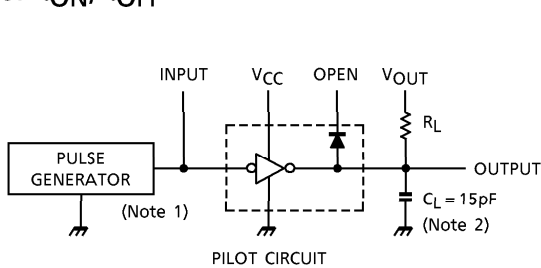 INPUT VCC OPEN VOUT
RL
PULSE
GENERATOR
OUTPUT
(Note 1)
CL = 15pF
(Note 2)
PILOT CIRCUIT